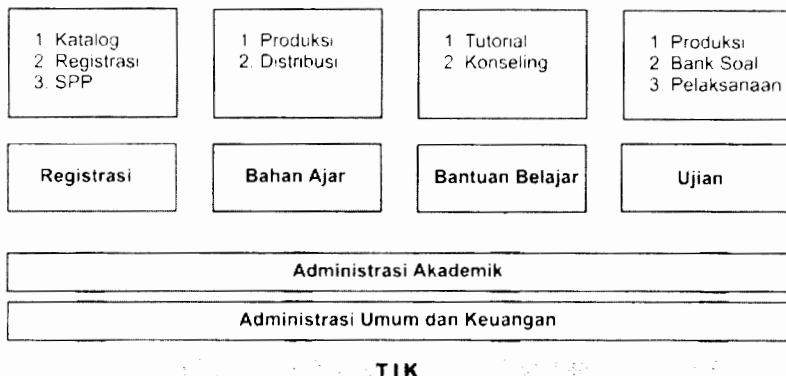 1 Katalog
2 Registrasi
3. SPP
1 Produksi
2. Distribusi
1 Tutorial
2 Konseling
1 Produksi
2 Bank Soal
3. Pelaksanaan
Registrasi
Bahan Ajar
Bantuan Belajar
Ujian
Administrasi Akademik
Administrasi Umum dan Keuangan
TIK